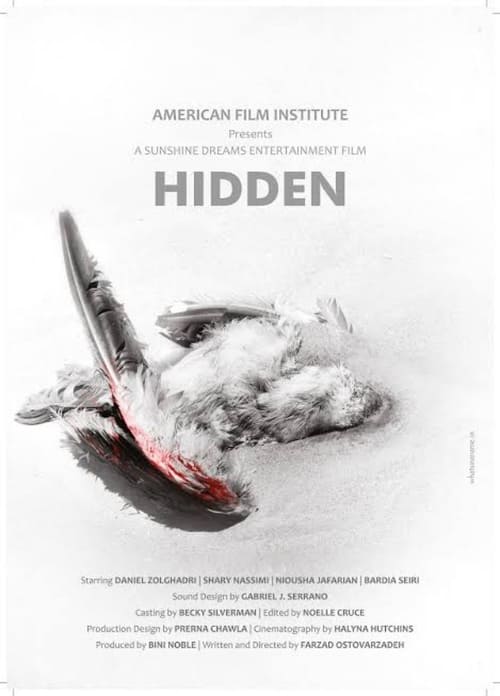 AMERICAN FILM INSTITUTE
Presents
A SUNSHINE DREAMS ENTERTAINMENT FILM
HIDDEN
Starring DANIEL ZOLGHADRI | SHARY NASSIMI | NIOUSHA JAFARIAN | BARDIA SEIRI
Sound Design by GABRIEL J. SERRANO
Casting by BECKY SILVERMAN | Edited by NOELLE CRUCE
Production Design by PRERNA CHAWLA | Cinematography by HALYNA HUTCHINS
Produced by BINI NOBLE | Written and Directed by FARZAD OSTOVARZADEH